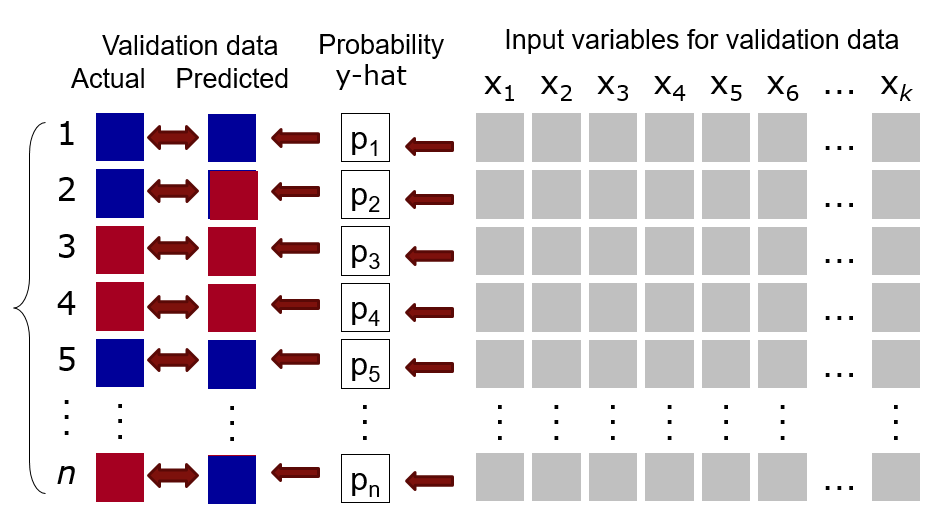 Validation data Probability Input variables for validation data
Actual Predicted y-hat x1 x2 x3 x4 x5 x6 ... xk
1 p1 ...
2 p2 ...
3 p3 ...
4 p4 ...
5 p5 ...
n pn ...